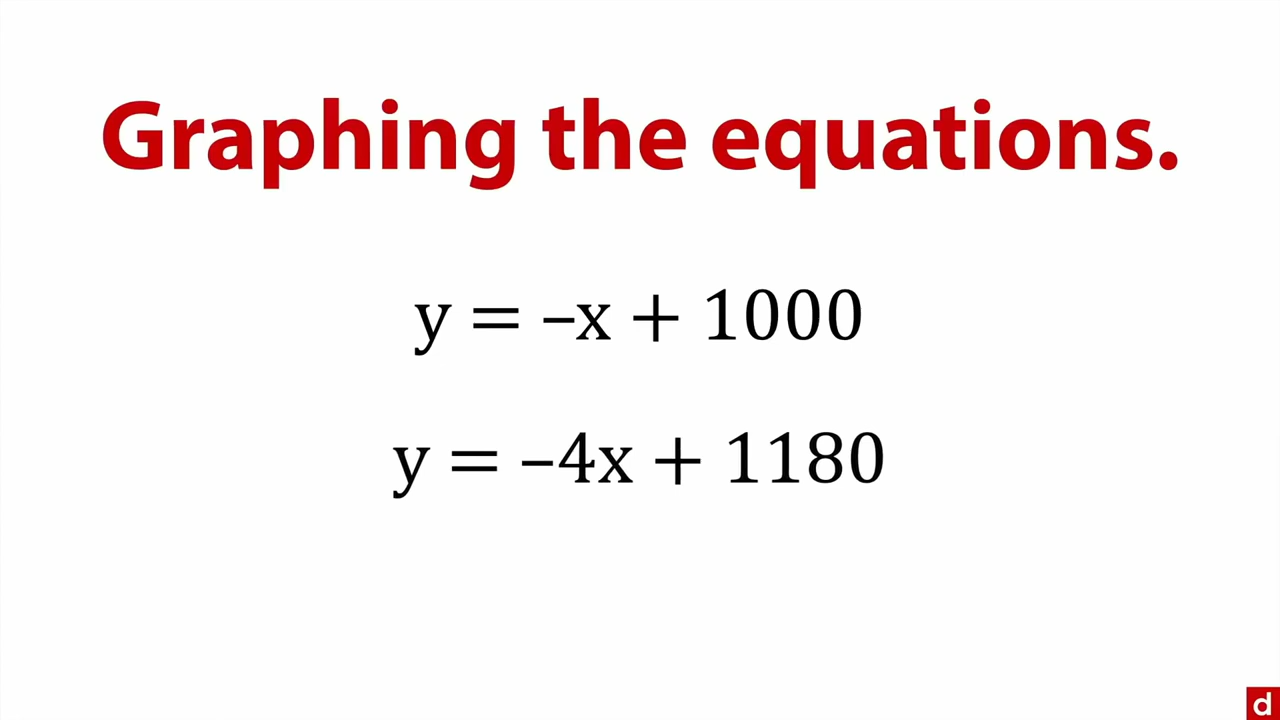 Graphing the equations.
y = –x + 1000
y = –4x + 1180
d